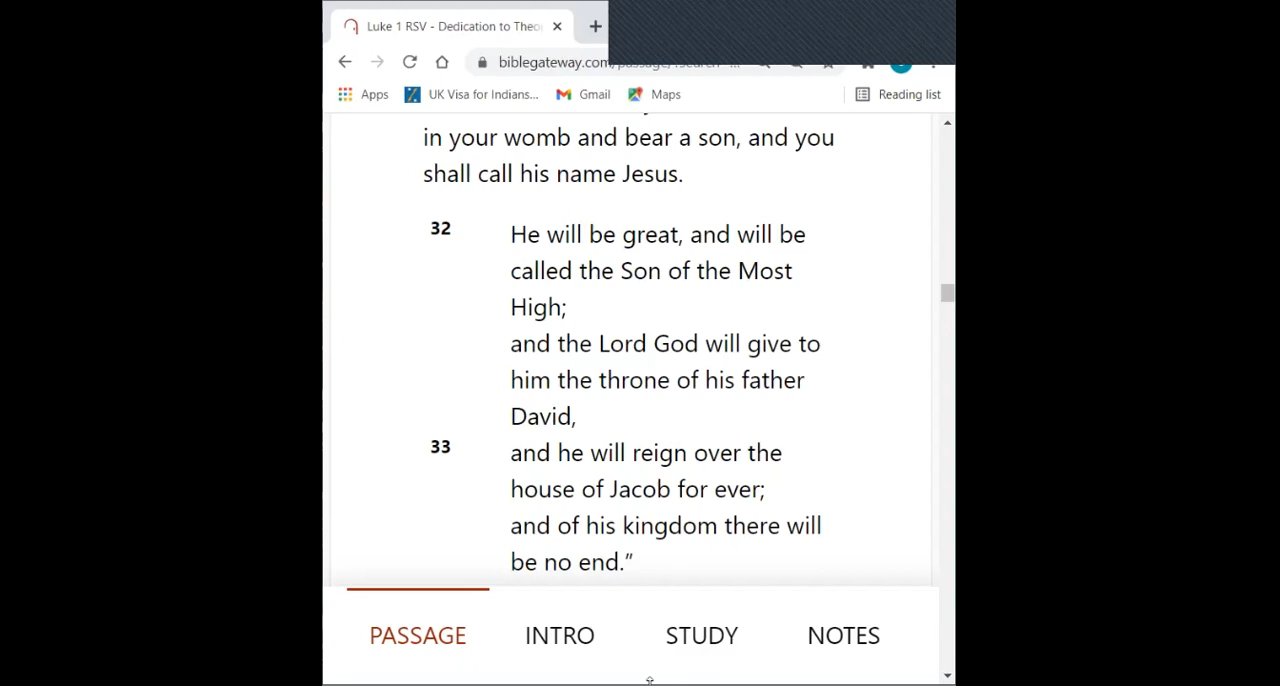 Luke 1 RSV - Dedication to Theo
biblegateway.com/passage/?search
Apps
UK Visa for Indians...
Gmail
Maps
Reading list
in your womb and bear a son, and you
shall call his name Jesus.
32
He will be great, and will be
called the Son of the Most
High;
and the Lord God will give to
him the throne of his father
David,
33
and he will reign over the
house of Jacob for ever;
and of his kingdom there will
be no end.”
PASSAGE
INTRO
STUDY
NOTES